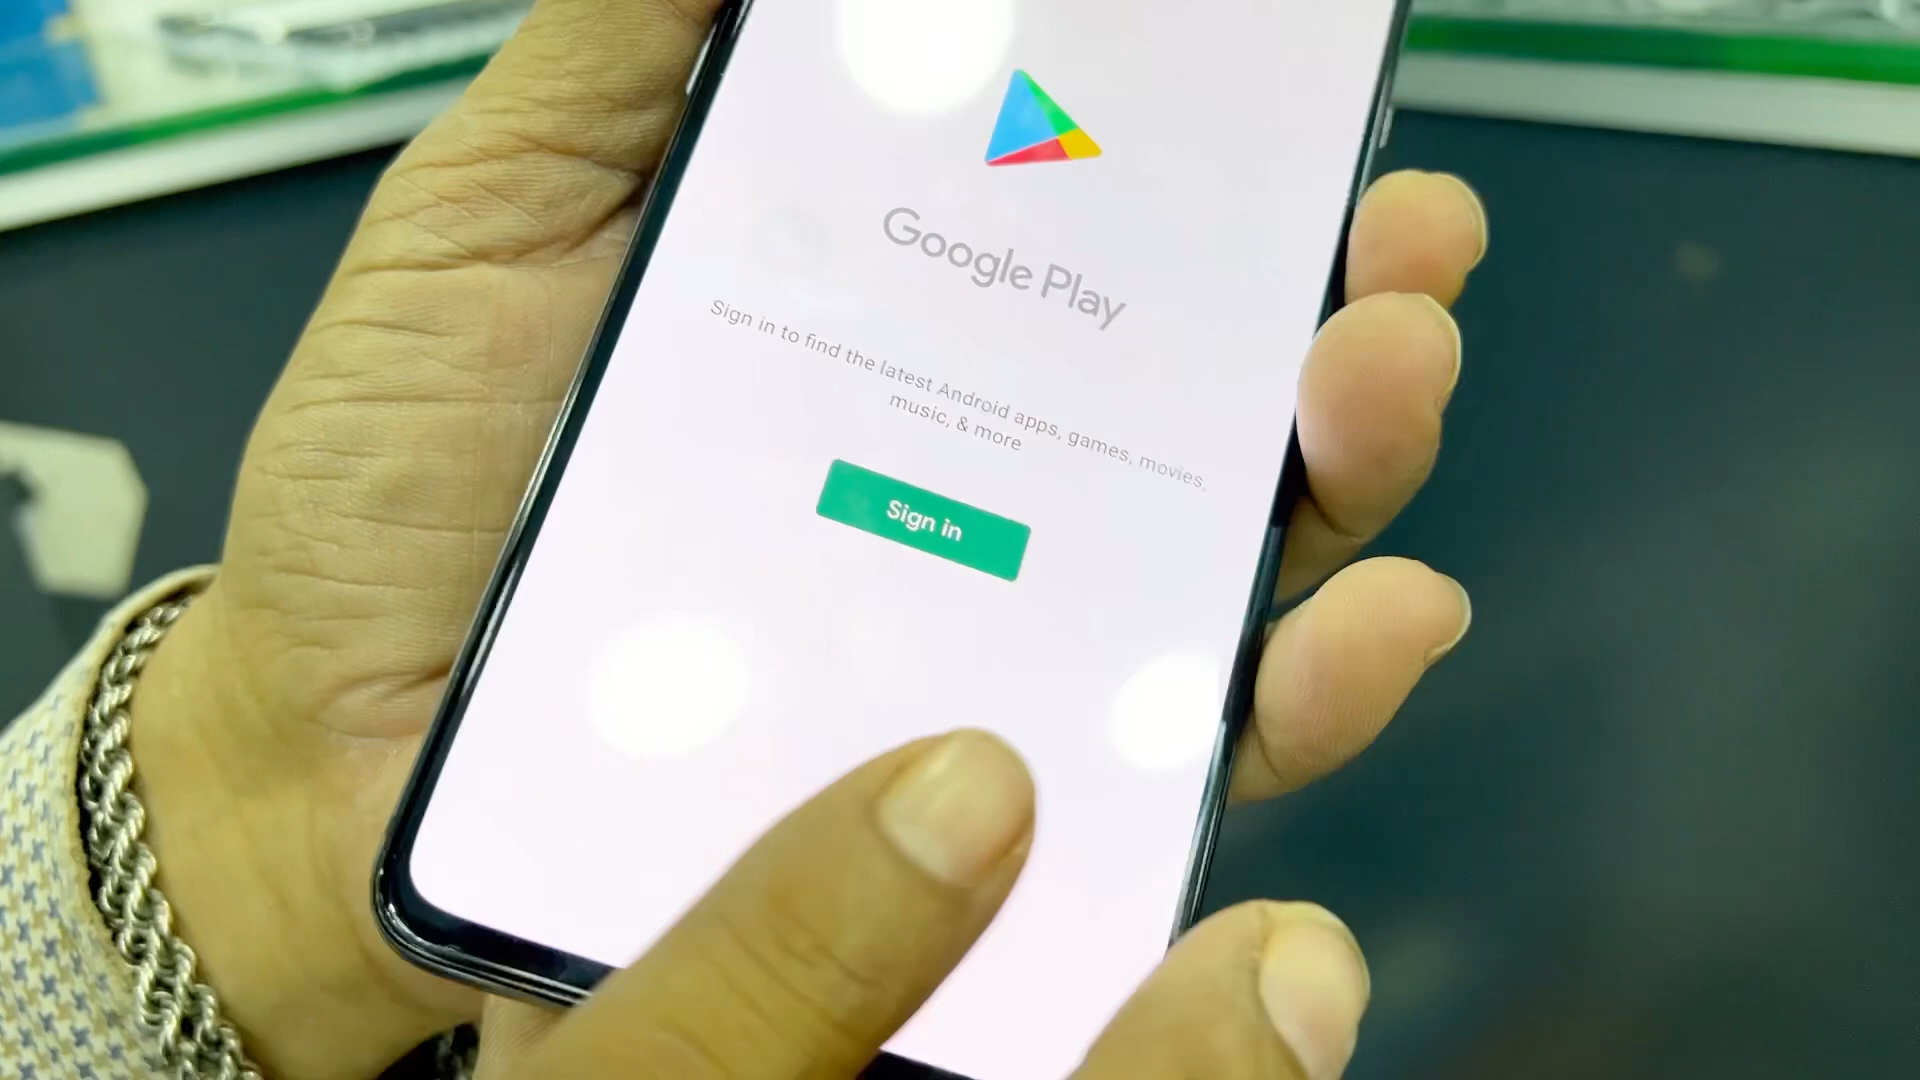 Google Play
Sign in to find the latest Android apps, games, movies,
music, & more
Sign in